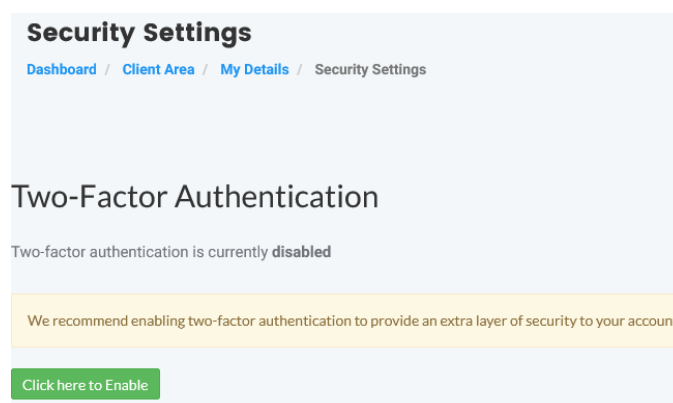 Security Settings
Dashboard / Client Area / My Details / Security Settings
Two-Factor Authentication
Two-factor authentication is currently disabled
We recommend enabling two-factor authentication to provide an extra layer of security to your accoun
Click here to Enable